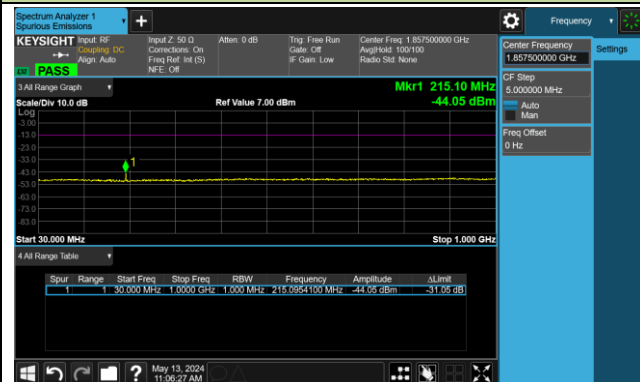 Spectrum Analyzer 1
Spurious Emissions
Frequency
KEYSIGHT Input: RF
Coupling: DC
Align: Auto
Input Z: 50 Ω
Corrections: On
Freq Ref: Int (S)
NFE: Off
Atten: 0 dB
Trig: Free Run
Gate: Off
IF Gain: Low
Center Freq: 1.857500000 GHz
Avg|Hold: 100/100
Radio Std: None
PASS
Center Frequency
1.857500000 GHz
Settings
CF Step
5.000000 MHz
Auto
Man
Freq Offset
0 Hz
3 All Range Graph
Mkr1 215.10 MHz
Scale/Div 10.0 dB
Ref Value 7.00 dBm
-44.05 dBm
Log
-3.00
-13.0
-23.0
-33.0
-43.0
-53.0
-63.0
-73.0
-83.0
1
Start 30.000 MHz
Stop 1.000 GHz
4 All Range Table
Spur Range Start Freq Stop Freq RBW Frequency Amplitude ΔLimit
1 1 30.000 MHz 1.0000 GHz 1.000 MHz 215.0954100 MHz -44.05 dBm -31.05 dB
?
May 13, 2024
11:06:27 AM